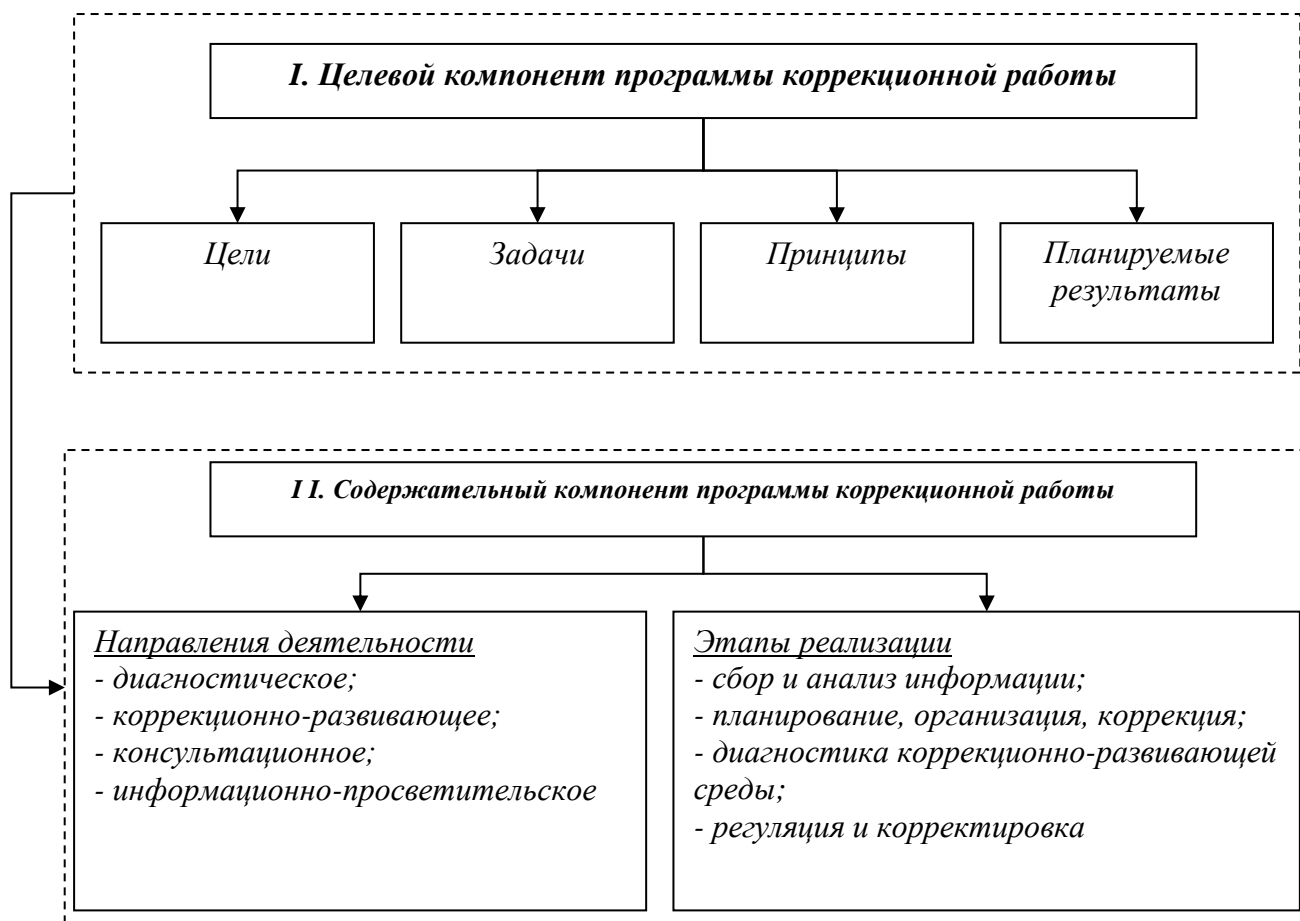 I. Целевой компонент программы коррекционной работы
Цели
Задачи
Принципы
Планируемые
результаты
I I. Содержательный компонент программы коррекционной работы
Направления деятельности
- диагностическое;
- коррекционно-развивающее;
- консультационное;
- информационно-просветительское
Этапы реализации
- сбор и анализ информации;
- планирование, организация, коррекция;
- диагностика коррекционно-развивающей
среды;
- регуляция и корректировка